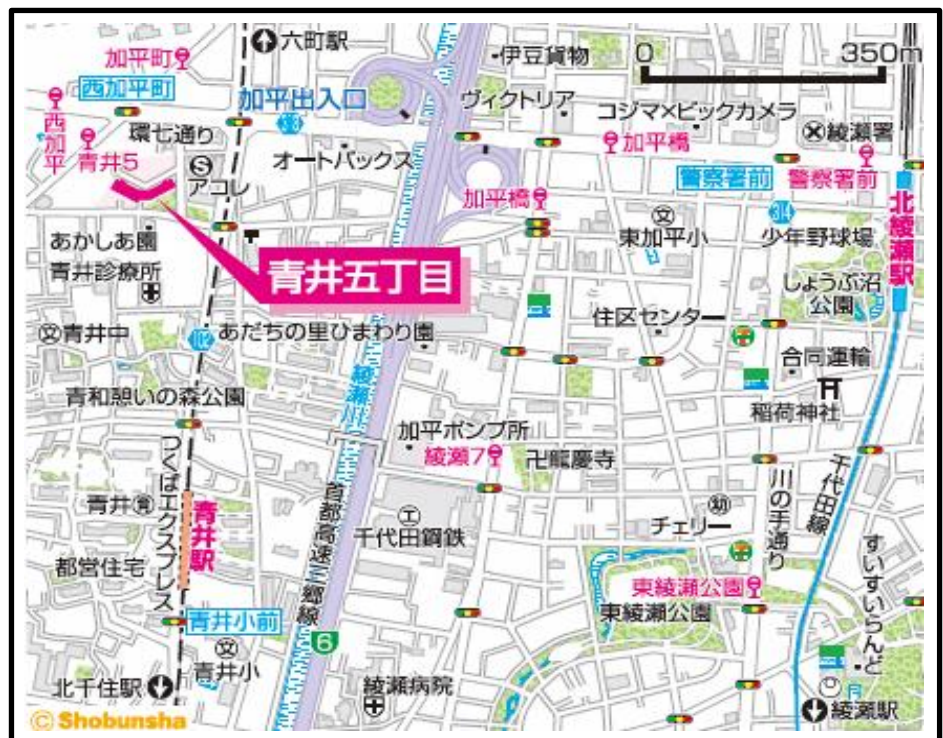 六町駅
加平町
西加平町
加平出入口
318
伊豆貨物
0 350m
ヴィクトリア
コジマ×ビックカメラ
西加平
青井5
環七通り
アコレ
オートバックス
加平橋
綾瀬署
警察署前
警察署前
加平橋
北綾瀬駅
あかしあ園
青井診療所
青井五丁目
文
東加平小
314
少年野球場
しょうぶ沼
公園
文青井中
102
あだちの里ひまわり園
住区センター
合同運輸
稲荷神社
青和憩いの森公園
綾瀬川
加平ポンプ所
綾瀬7
卍龍慶寺
つくばエクスプレス
青井
青井駅
都営住宅
首都高速三郷線
工
千代田鋼鉄
幼
チェリー
川の手通り
千代田線
すいすいらんど
東綾瀬公園
東綾瀬公園
青井小前
文
青井小
6
北千住駅
綾瀬病院
綾瀬駅
© Shobunsha